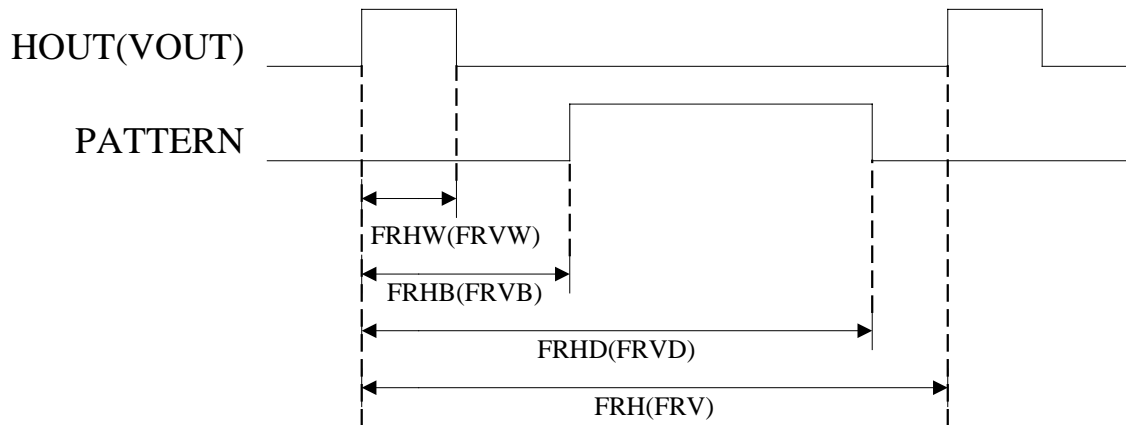 HOUT(VOUT)
PATTERN
FRHW(FRVW)
FRHB(FRVB)
FRHD(FRVD)
FRH(FRV)